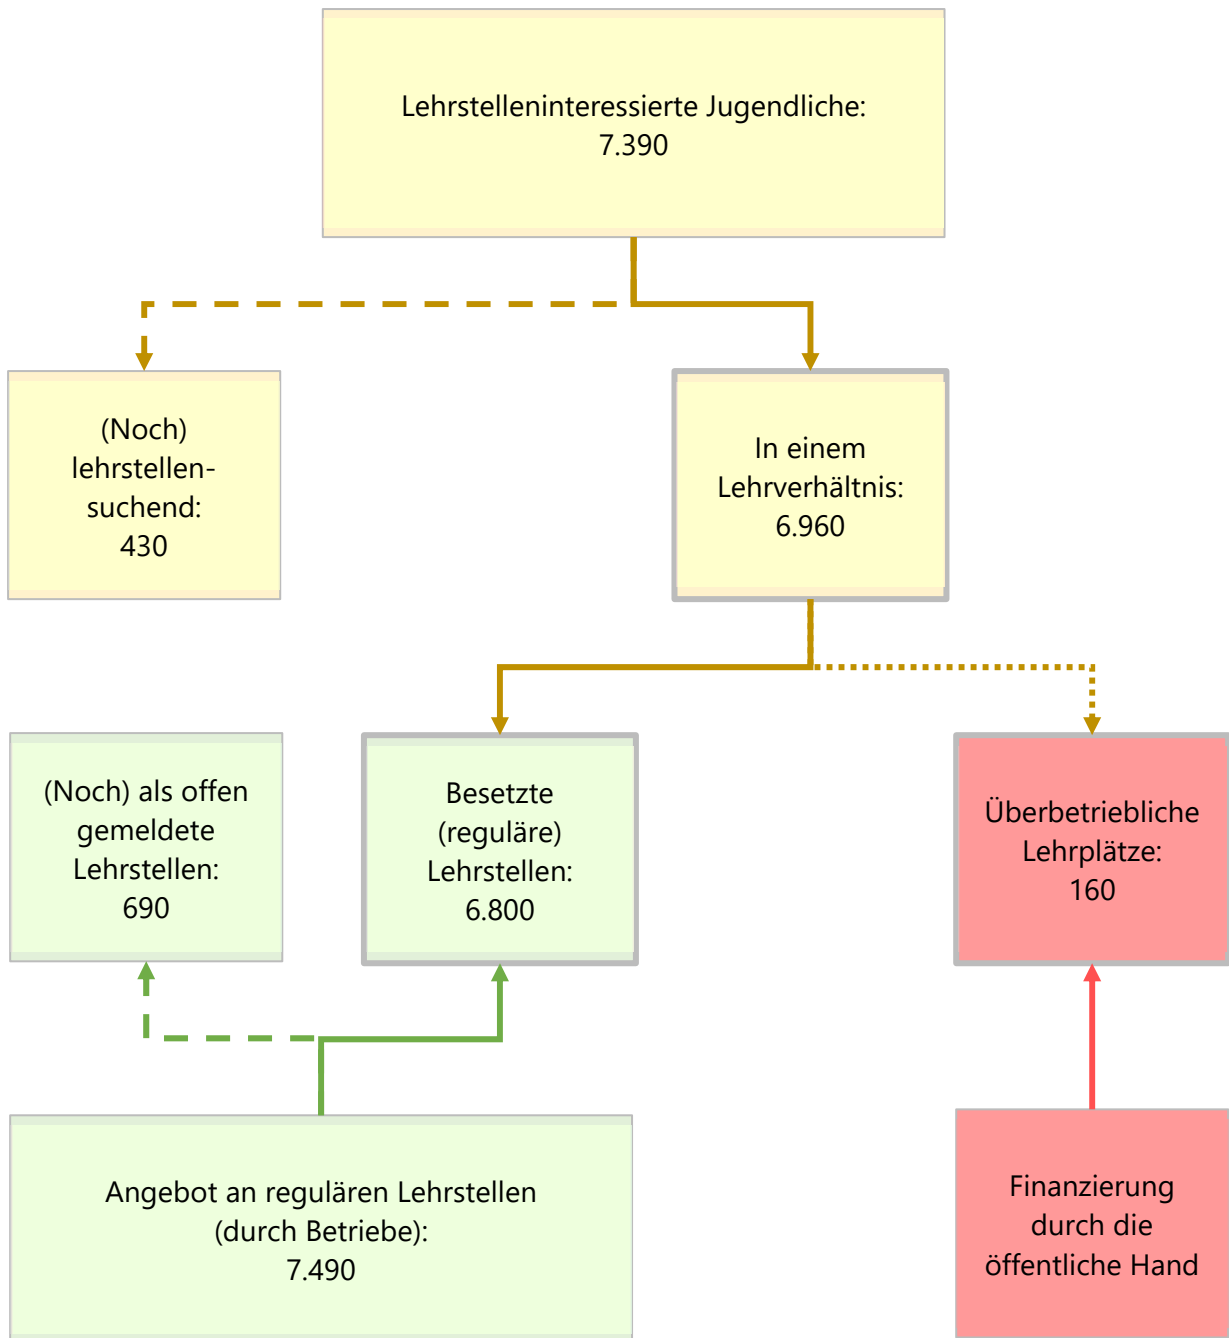 Lehrstelleninteressierte Jugendliche:
7.390
(Noch)
lehrstellen-
suchend:
430
In einem
Lehrverhältnis:
6.960
(Noch) als offen
gemeldete
Lehrstellen:
690
Besetzte
(reguläre)
Lehrstellen:
6.800
Überbetriebliche
Lehrplätze:
160
Angebot an regulären Lehrstellen
(durch Betriebe):
7.490
Finanzierung
durch die
öffentliche Hand